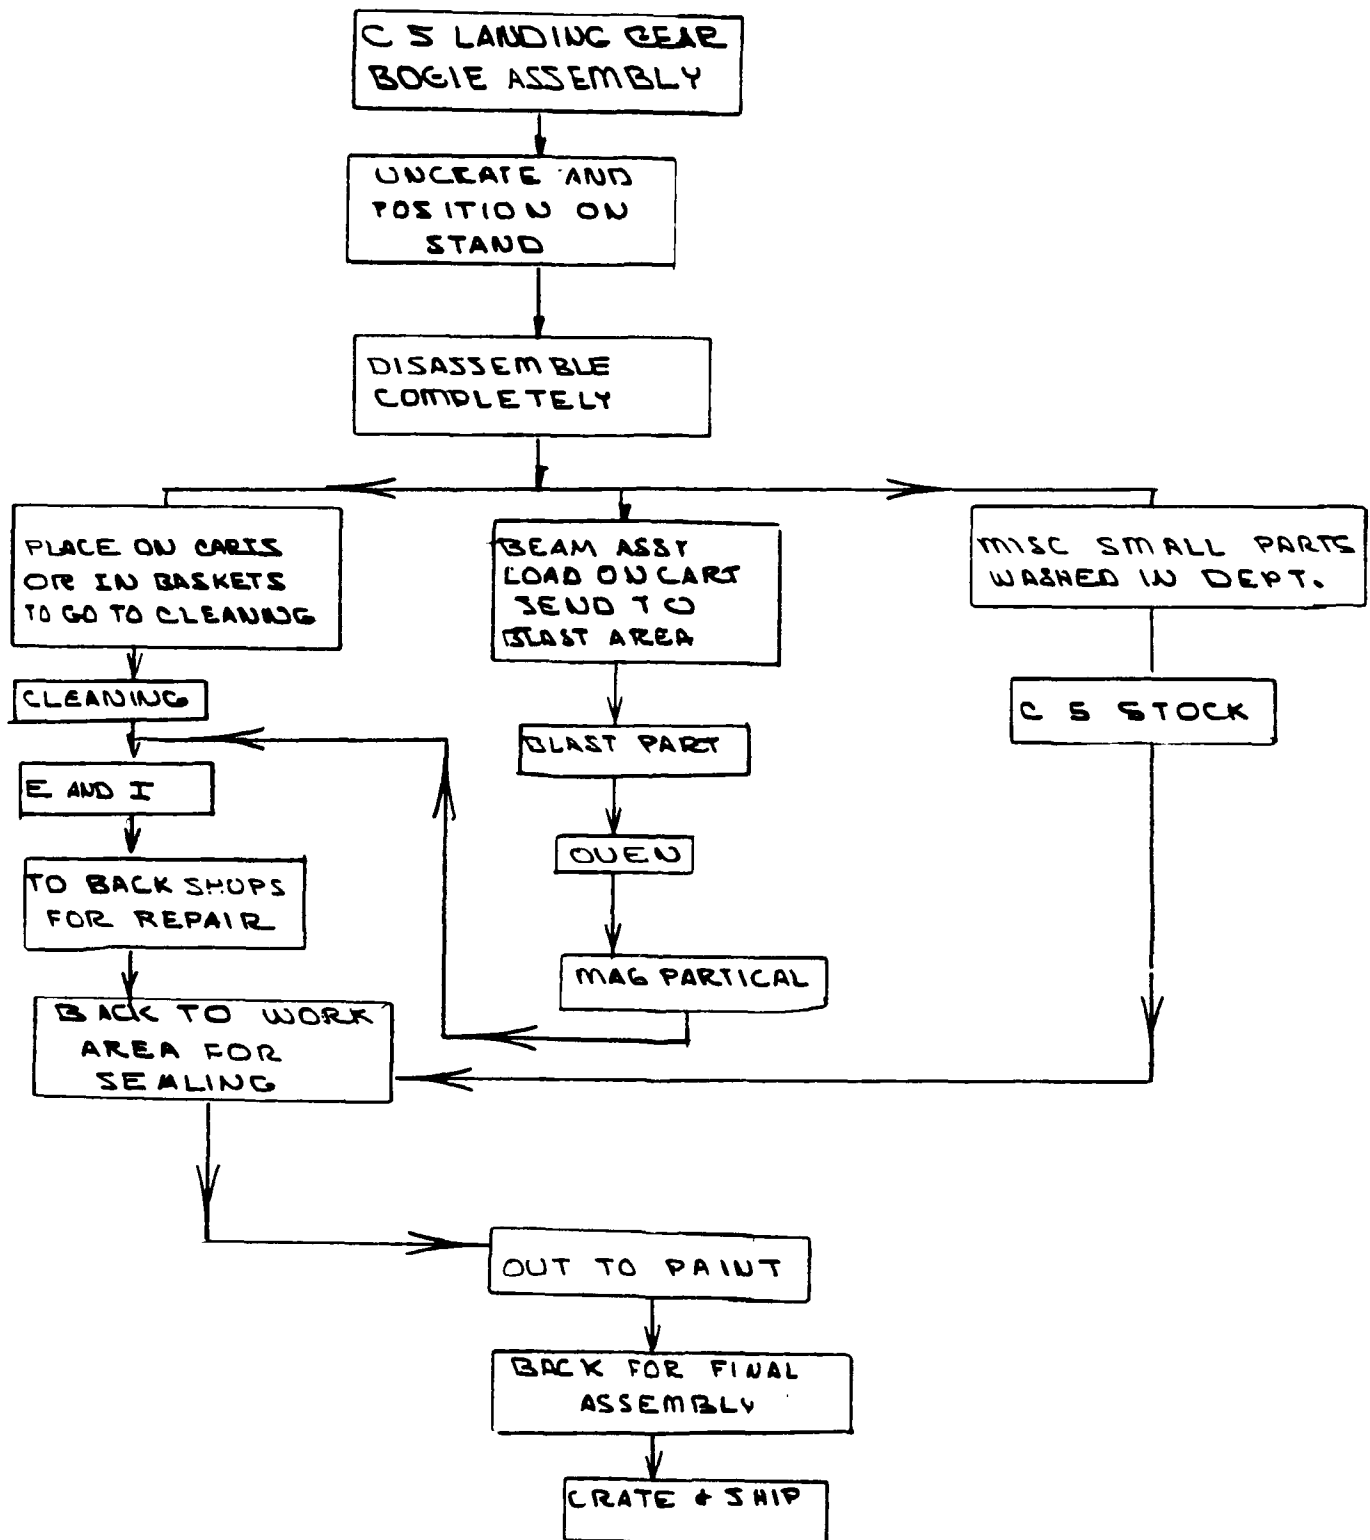 C 5 LANDING GEAR
BOGIE ASSEMBLY
UNCRATE AND
POSITION ON
STAND
DISASSEMBLE
COMPLETELY
PLACE ON CARTS
OR IN BASKETS
TO GO TO CLEANING
BEAM ASSY
LOAD ON CART
SEND TO
BLAST AREA
MISC SMALL PARTS
WASHED IN DEPT.
CLEANING
C 5 STOCK
BLAST PART
E AND I
OVEN
TO BACK SHOPS
FOR REPAIR
MAG PARTICAL
BACK TO WORK
AREA FOR
SEALING
OUT TO PAINT
BACK FOR FINAL
ASSEMBLY
CRATE & SHIP